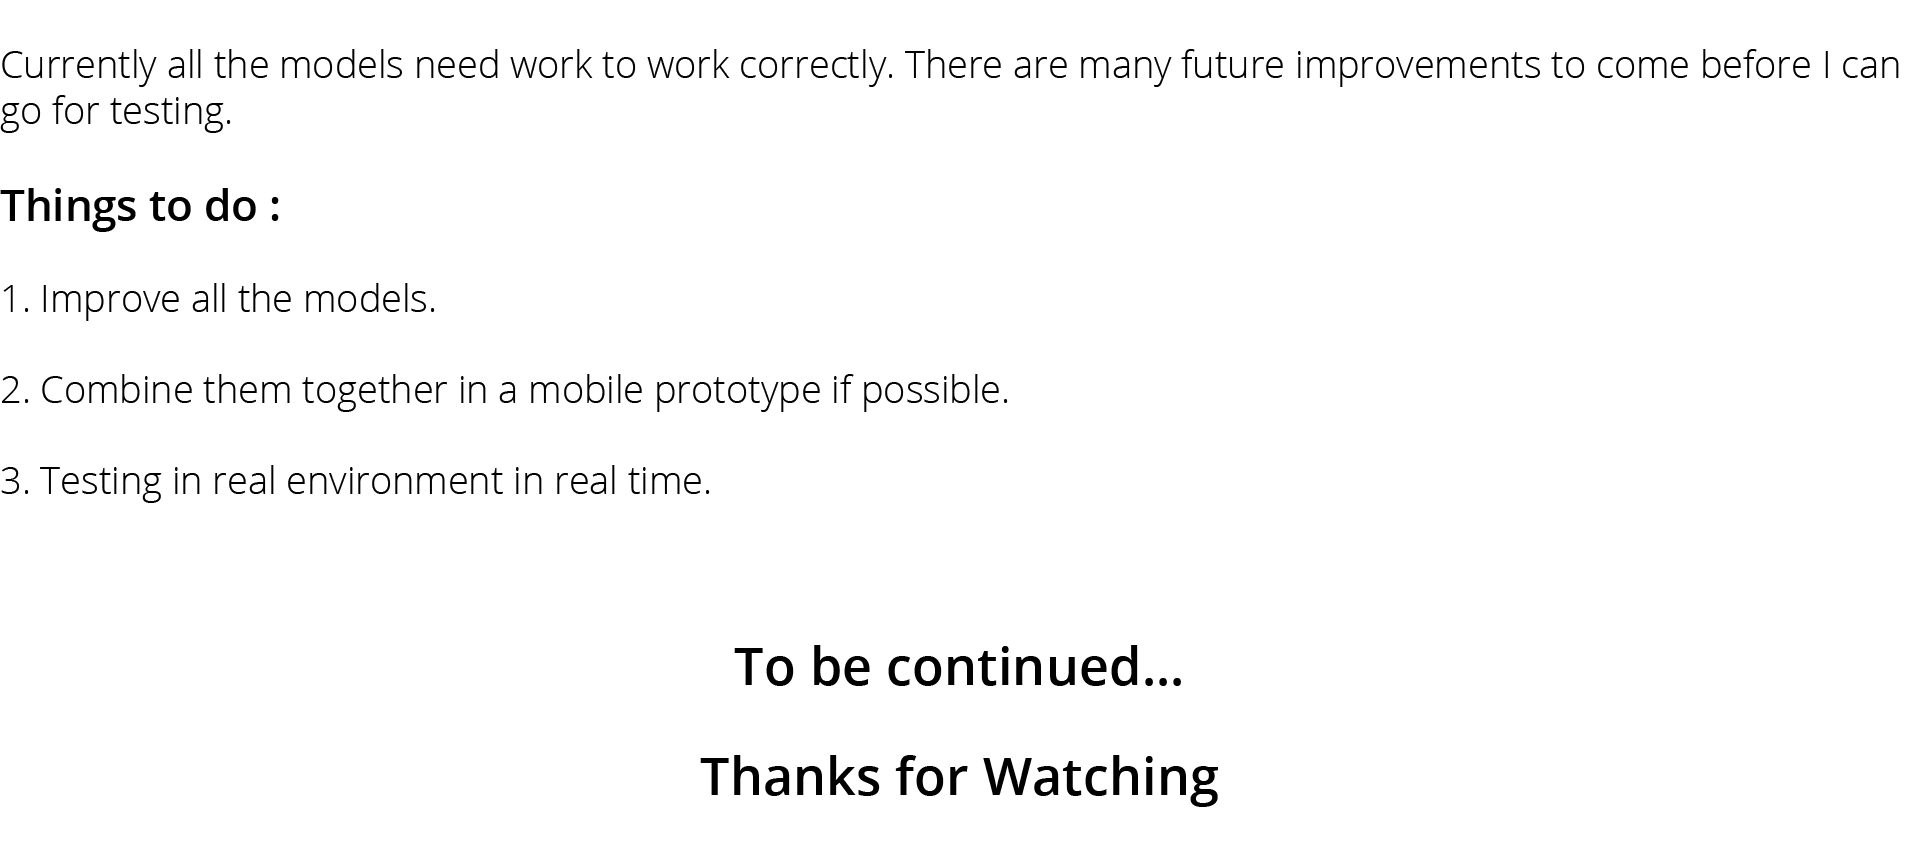 Currently all the models need work to work correctly. There are many future improvements to come before I can
go for testing.
Things to do :
1. Improve all the models.
2. Combine them together in a mobile prototype if possible.
3. Testing in real environment in real time.
To be continued...
Thanks for Watching